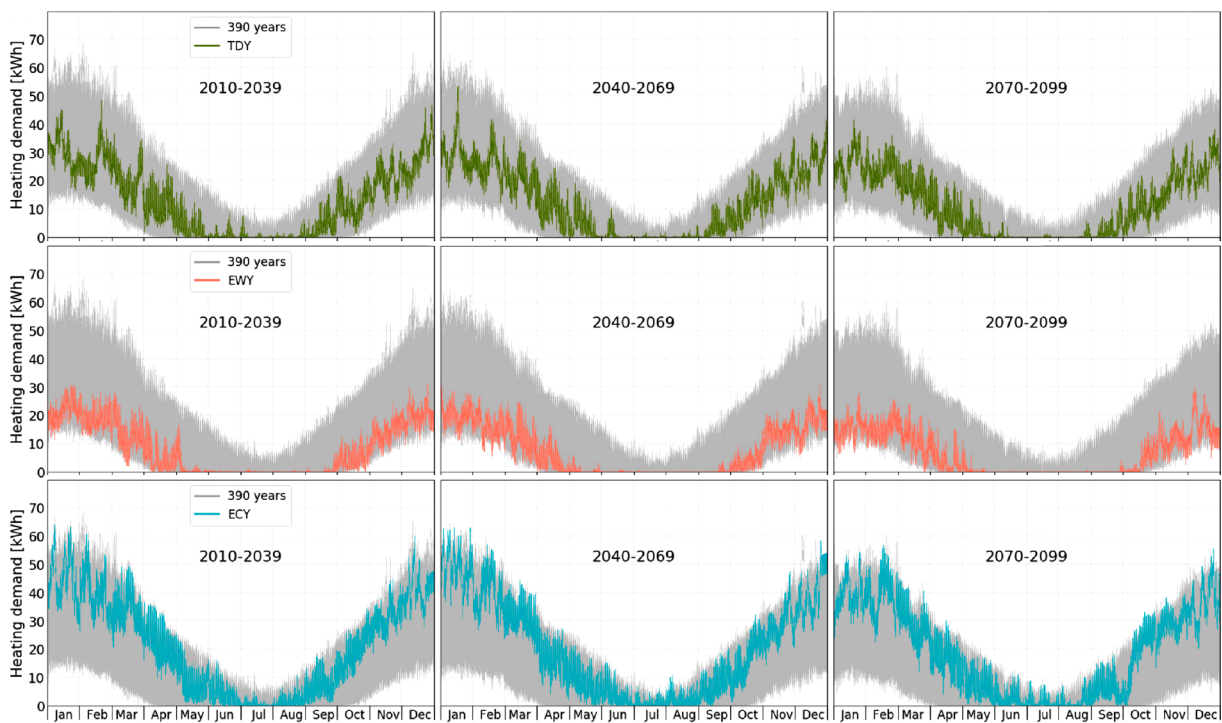 Heating demand [kWh]
70
60
50
40
30
20
10
0
390 years
TDY
2010-2039
2040-2069
2070-2099
Heating demand [kWh]
70
60
50
40
30
20
10
0
390 years
EWY
2010-2039
2040-2069
2070-2099
Heating demand [kWh]
70
60
50
40
30
20
10
0
390 years
ECY
2010-2039
2040-2069
2070-2099
Jan Feb Mar Apr May Jun Jul Aug Sep Oct Nov Dec
Jan Feb Mar Apr May Jun Jul Aug Sep Oct Nov Dec
Jan Feb Mar Apr May Jun Jul Aug Sep Oct Nov Dec